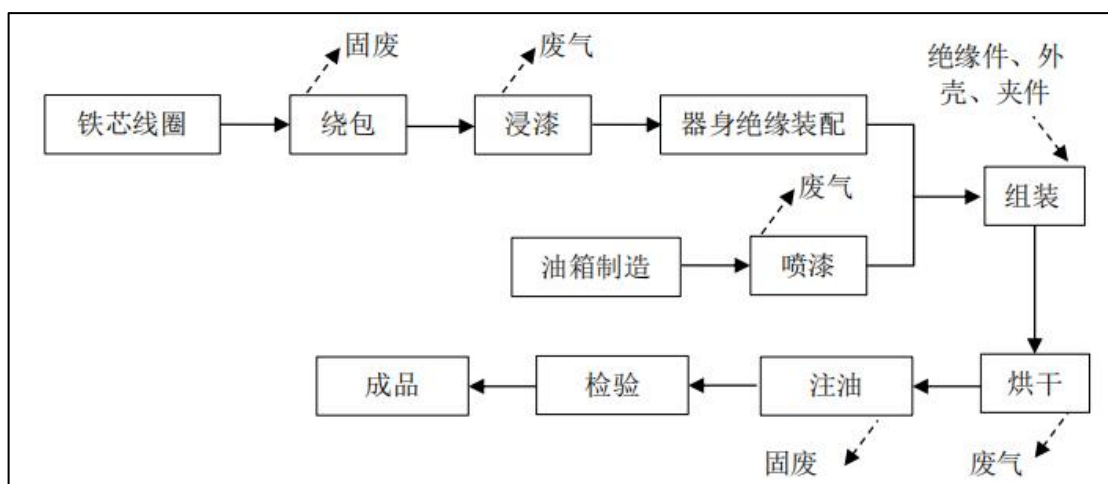 固废
废气
绝缘件、外
壳、夹件
铁芯线圈
绕包
浸漆
器身绝缘装配
废气
组装
油箱制造
喷漆
成品
检验
注油
烘干
固废
废气